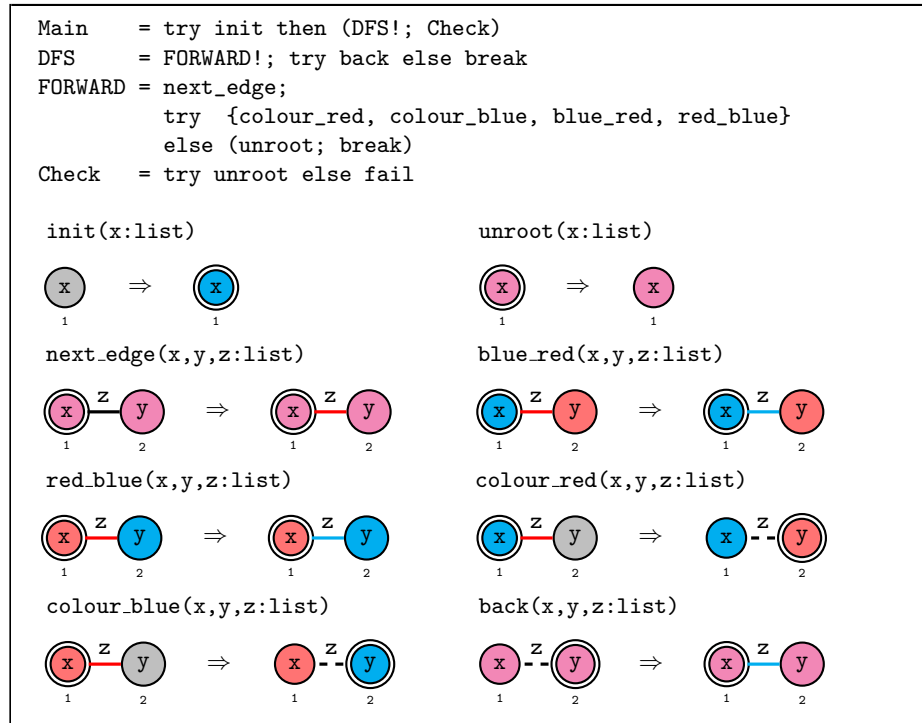 Main    = try init then (DFS!; Check)
DFS     = FORWARD!; try back else break
FORWARD = next_edge;
          try  {colour_red, colour_blue, blue_red, red_blue}
          else (unroot; break)
Check   = try unroot else fail
init(x:list) unroot(x:list)
x ⇒ x x ⇒ x
1 1 1 1
next_edge(x,y,z:list) blue_red(x,y,z:list)
x z y ⇒ x z y x z y ⇒ x z y
1 2 1 2 1 2 1 2
red_blue(x,y,z:list) colour_red(x,y,z:list)
x z y ⇒ x z y x z y ⇒ x z y
1 2 1 2 1 2 1 2
colour_blue(x,y,z:list) back(x,y,z:list)
x z y ⇒ x z y x z y ⇒ x z y
1 2 1 2 1 2 1 2